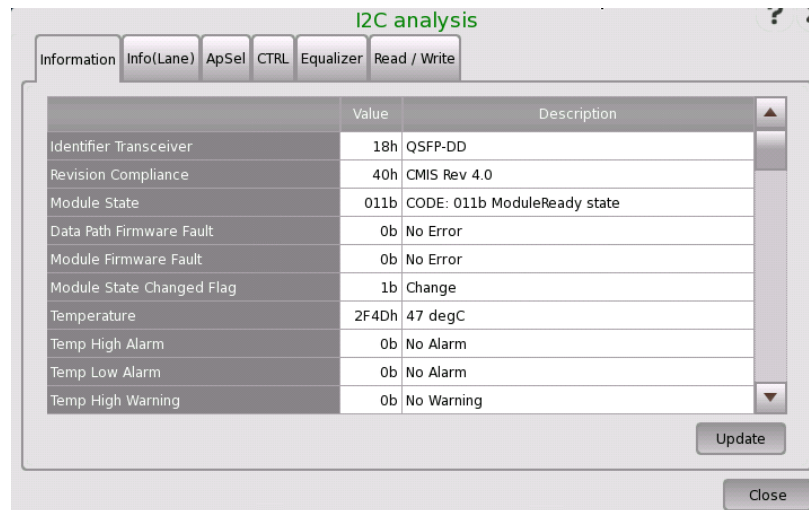 I2C analysis
?
Information Info(Lane) ApSel CTRL Equalizer Read / Write
Value Description
Identifier Transceiver 18h QSFP-DD
Revision Compliance 40h CMIS Rev 4.0
Module State 011b CODE: 011b ModuleReady state
Data Path Firmware Fault 0b No Error
Module Firmware Fault 0b No Error
Module State Changed Flag 1b Change
Temperature 2F4Dh 47 degC
Temp High Alarm 0b No Alarm
Temp Low Alarm 0b No Alarm
Temp High Warning 0b No Warning
Update
Close